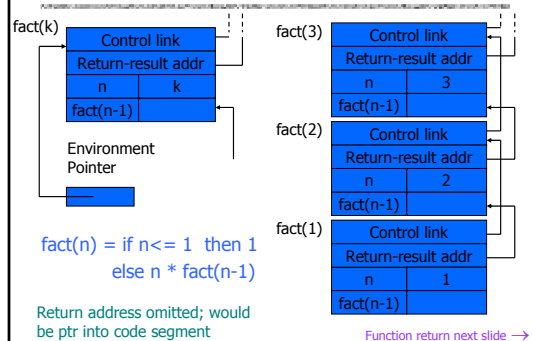 fact(k)
Control link
Return-result addr
n k
fact(n-1)
Environment
Pointer
fact(n) = if n<= 1 then 1
else n * fact(n-1)
Return address omitted; would
be ptr into code segment
fact(3)
Control link
Return-result addr
n 3
fact(n-1)
fact(2)
Control link
Return-result addr
n 2
fact(n-1)
fact(1)
Control link
Return-result addr
n 1
fact(n-1)
Function return next slide →